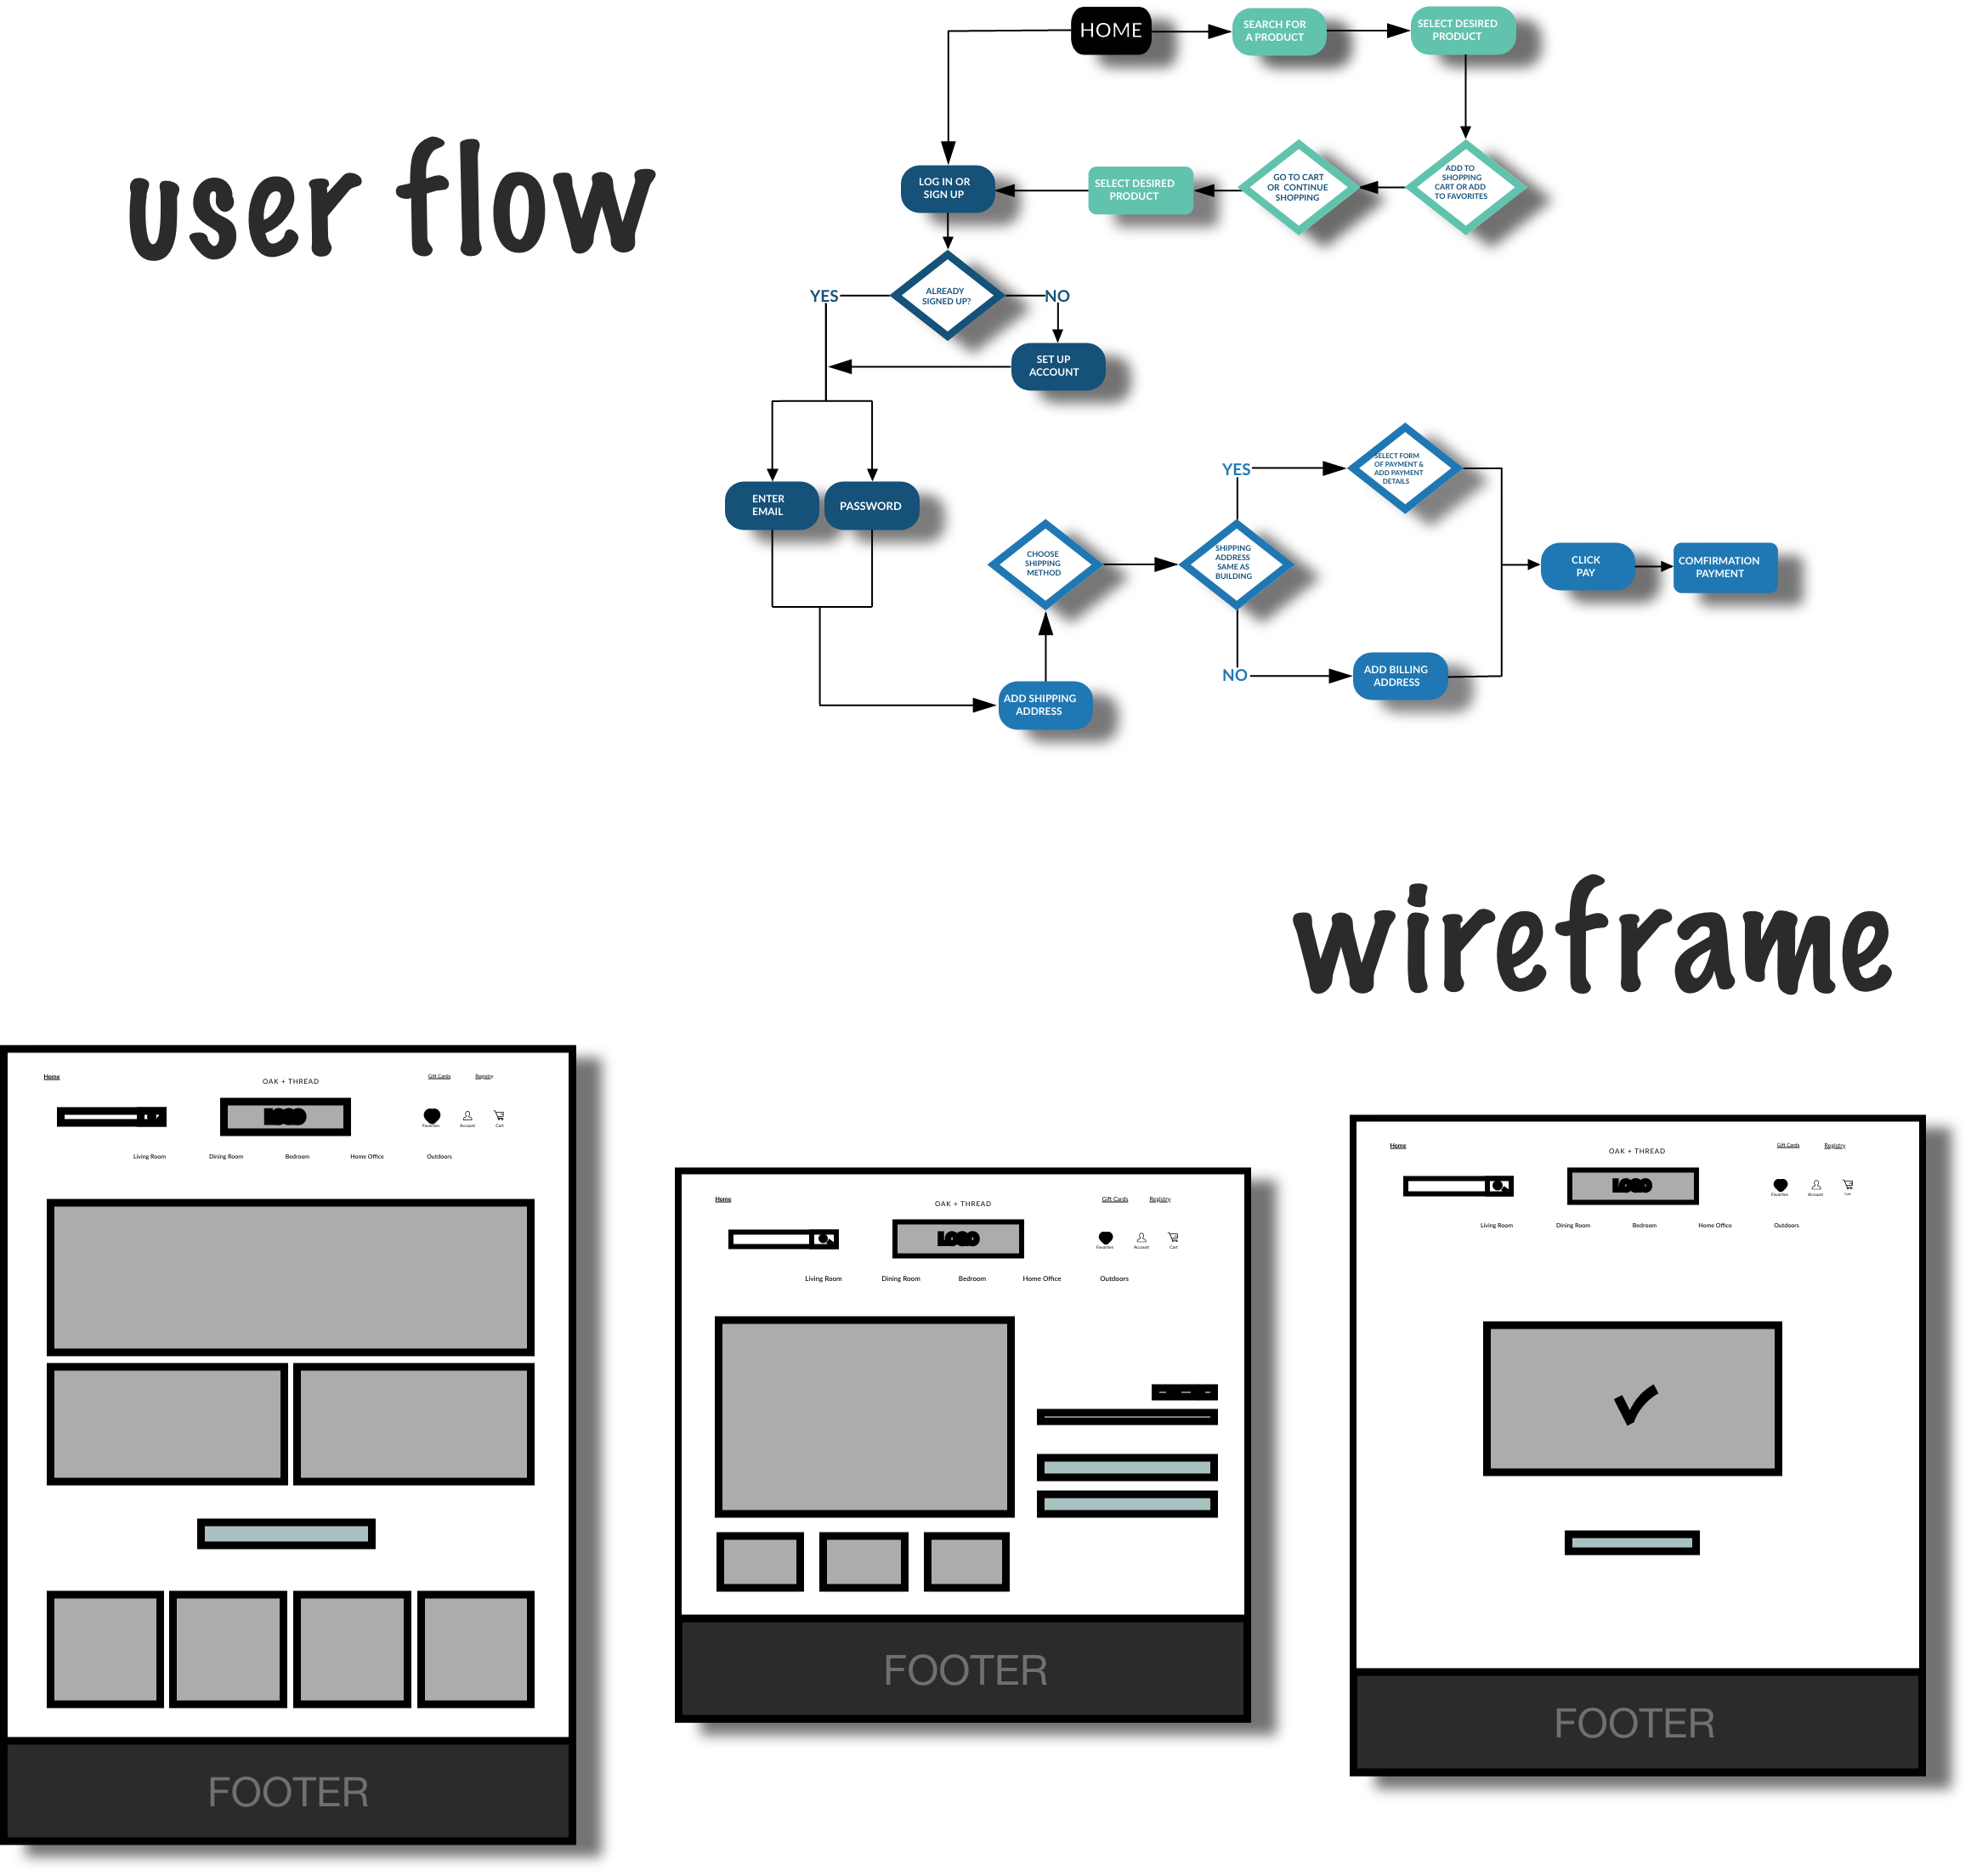 user flow
HOME
SEARCH FOR
A PRODUCT
SELECT DESIRED
PRODUCT
ADD TO
SHOPPING
CART OR ADD
TO FAVORITES
GO TO CART
OR CONTINUE
SHOPPING
SELECT DESIRED
PRODUCT
LOG IN OR
SIGN UP
ALREADY
SIGNED UP?
YES
NO
SET UP
ACCOUNT
ENTER
EMAIL
PASSWORD
ADD SHIPPING
ADDRESS
CHOOSE
SHIPPING
METHOD
SHIPPING
ADDRESS
SAME AS
BUILDING
YES
SELECT FORM
OF PAYMENT &
ADD PAYMENT
DETAILS
NO
ADD BILLING
ADDRESS
CLICK
PAY
COMFIRMATION
PAYMENT
wireframe
Home
OAK + THREAD
Gift Cards
Registry
LOGO
Favorites
Account
Cart
Living Room
Dining Room
Bedroom
Home Office
Outdoors
FOOTER
Home
OAK + THREAD
Gift Cards
Registry
LOGO
Favorites
Account
Cart
Living Room
Dining Room
Bedroom
Home Office
Outdoors
FOOTER
Home
OAK + THREAD
Gift Cards
Registry
LOGO
Favorites
Account
Cart
Living Room
Dining Room
Bedroom
Home Office
Outdoors
FOOTER